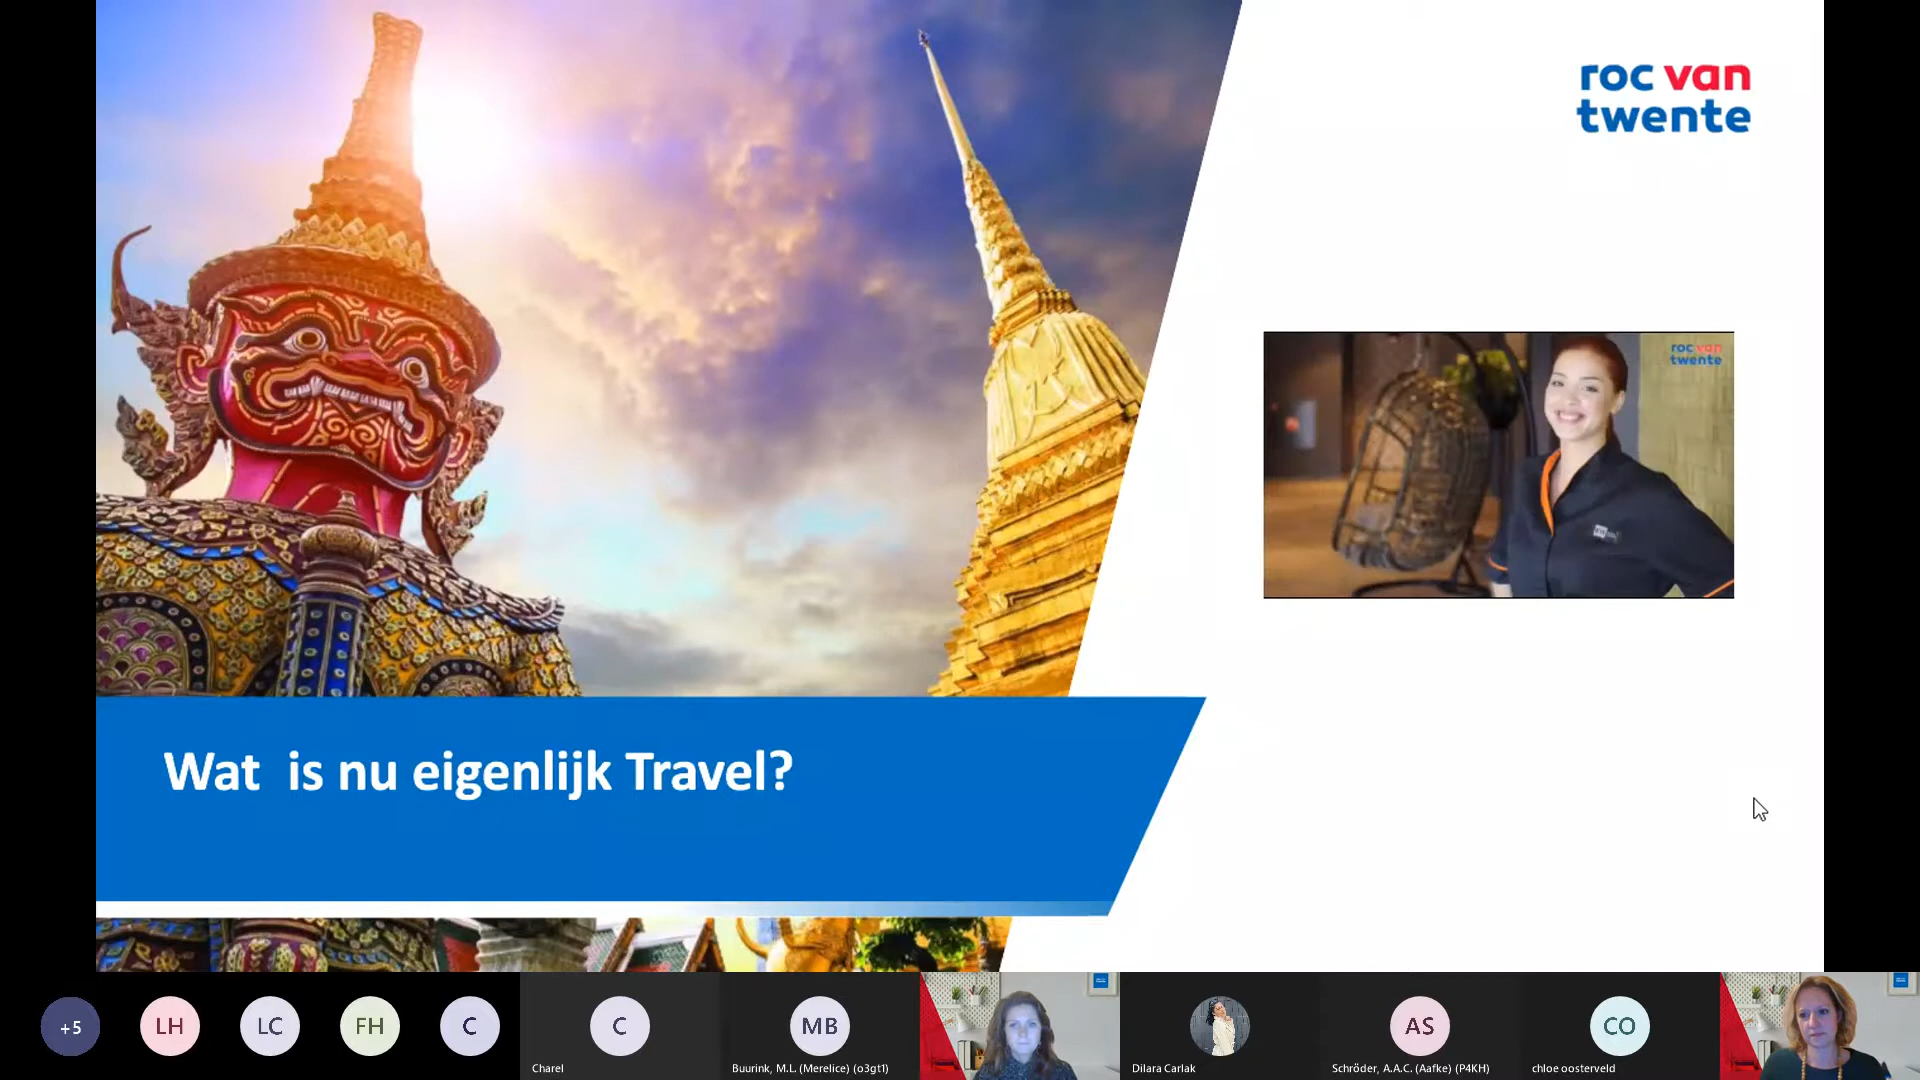 roc van
twente
roc van
twente
Wat is nu eigenlijk Travel?
+5
LH
LC
FH
C
C
MB
AS
CO
Charel
Buurink, M.L. (Merelice) (o3gt1)
Dilara Carlak
Schröder, A.A.C. (Aafke) (P4KH)
chloe oosterveld